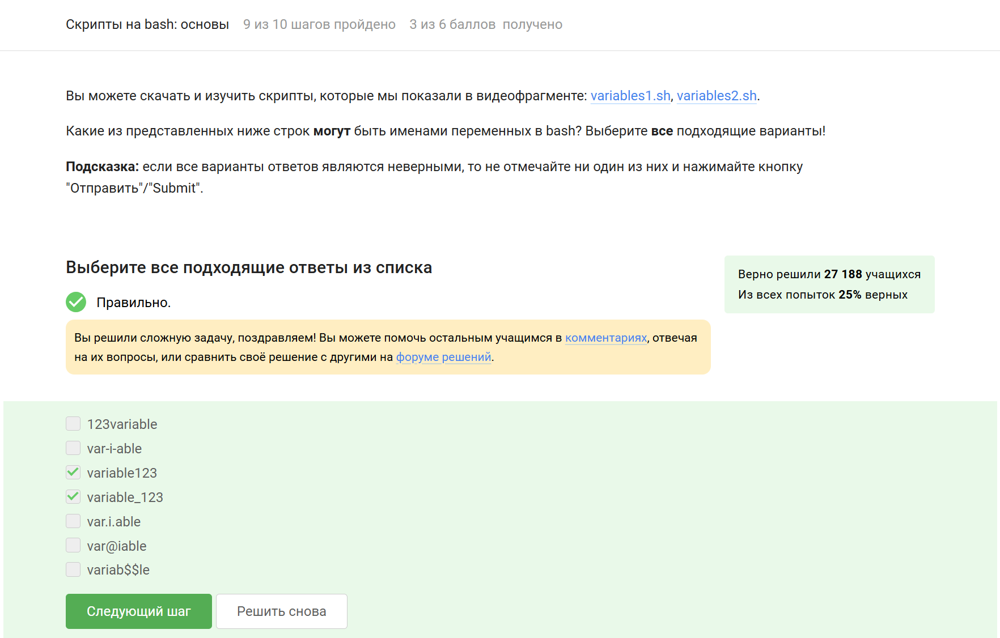 Скрипты на bash: основы 9 из 10 шагов пройдено 3 из 6 баллов получено
Вы можете скачать и изучить скрипты, которые мы показали в видеофрагменте: variables1.sh, variables2.sh.
Какие из представленных ниже строк могут быть именами переменных в bash? Выберите все подходящие варианты!
Подсказка: если все варианты ответов являются неверными, то не отмечайте ни один из них и нажимайте кнопку
"Отправить"/"Submit".
Выберите все подходящие ответы из списка
Верно решили 27 188 учащихся
Из всех попыток 25% верных
Правильно.
Вы решили сложную задачу, поздравляем! Вы можете помочь остальным учащимся в комментариях, отвечая
на их вопросы, или сравнить своё решение с другими на форуме решений.
123variable
var-i-able
variable123
variable_123
var.i.able
var@iable
variab$$le
Следующий шаг Решить снова